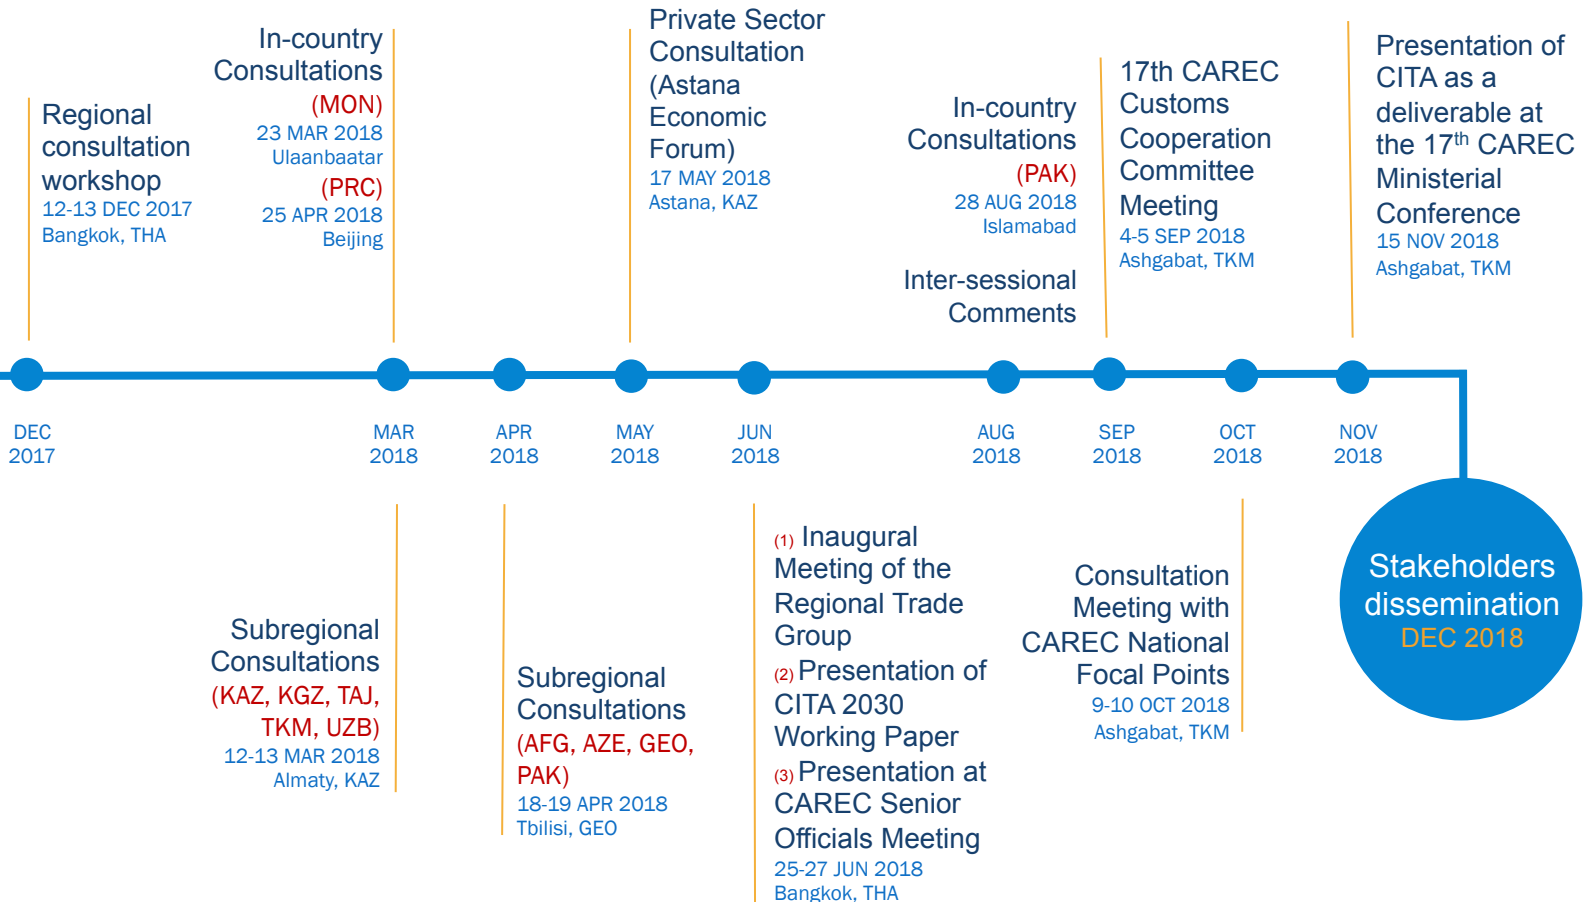 Regional
consultation
workshop
12-13 DEC 2017
Bangkok, THA
In-country
Consultations
(MON)
23 MAR 2018
Ulaanbaatar
(PRC)
25 APR 2018
Beijing
Private Sector
Consultation
(Astana
Economic
Forum)
17 MAY 2018
Astana, KAZ
In-country
Consultations
(PAK)
28 AUG 2018
Islamabad
Inter-sessional
Comments
17th CAREC
Customs
Cooperation
Committee
Meeting
4-5 SEP 2018
Ashgabat, TKM
Presentation of
CITA as a
deliverable at
the 17th CAREC
Ministerial
Conference
15 NOV 2018
Ashgabat, TKM
DEC
2017
MAR
2018
APR
2018
MAY
2018
JUN
2018
AUG
2018
SEP
2018
OCT
2018
NOV
2018
Subregional
Consultations
(KAZ, KGZ, TAJ,
TKM, UZB)
12-13 MAR 2018
Almaty, KAZ
Subregional
Consultations
(AFG, AZE, GEO,
PAK)
18-19 APR 2018
Tbilisi, GEO
(1) Inaugural
Meeting of the
Regional Trade
Group
(2) Presentation of
CITA 2030
Working Paper
(3) Presentation at
CAREC Senior
Officials Meeting
25-27 JUN 2018
Bangkok, THA
Consultation
Meeting with
CAREC National
Focal Points
9-10 OCT 2018
Ashgabat, TKM
Stakeholders
dissemination
DEC 2018